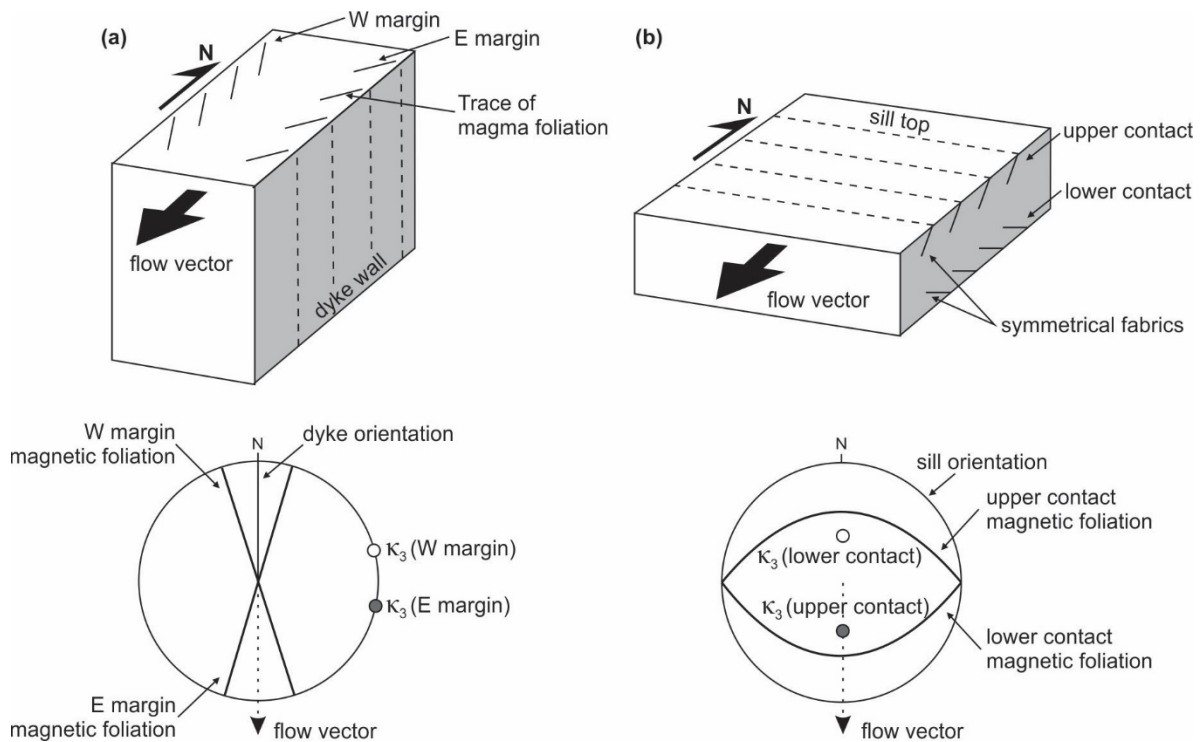 (a)
W margin
E margin
N
Trace of
magma foliation
flow vector
dyke wall
W margin
magnetic foliation
N
dyke orientation
κ3 (W margin)
κ3 (E margin)
E margin
magnetic foliation
flow vector
(b)
N
sill top
upper contact
lower contact
flow vector
symmetrical fabrics
N
sill orientation
upper contact
magnetic foliation
κ3 (lower contact)
κ3 (upper contact)
lower contact
magnetic foliation
flow vector